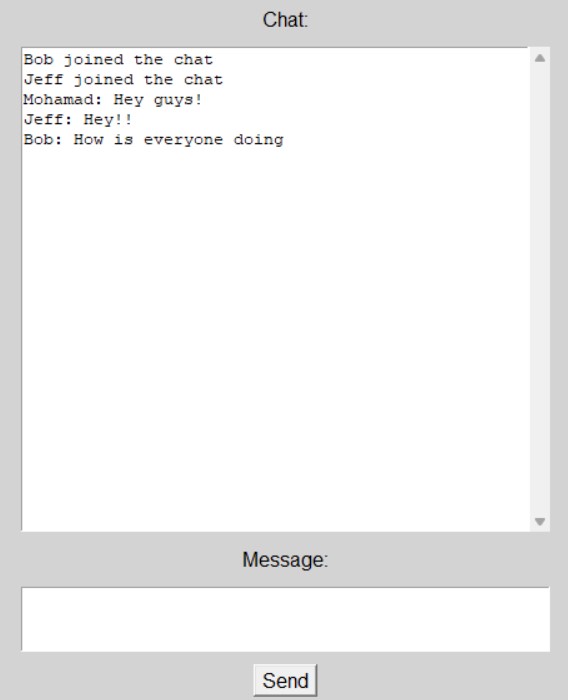 Chat:
Bob joined the chat
Jeff joined the chat
Mohamad: Hey guys!
Jeff: Hey!!
Bob: How is everyone doing
Message:
Send